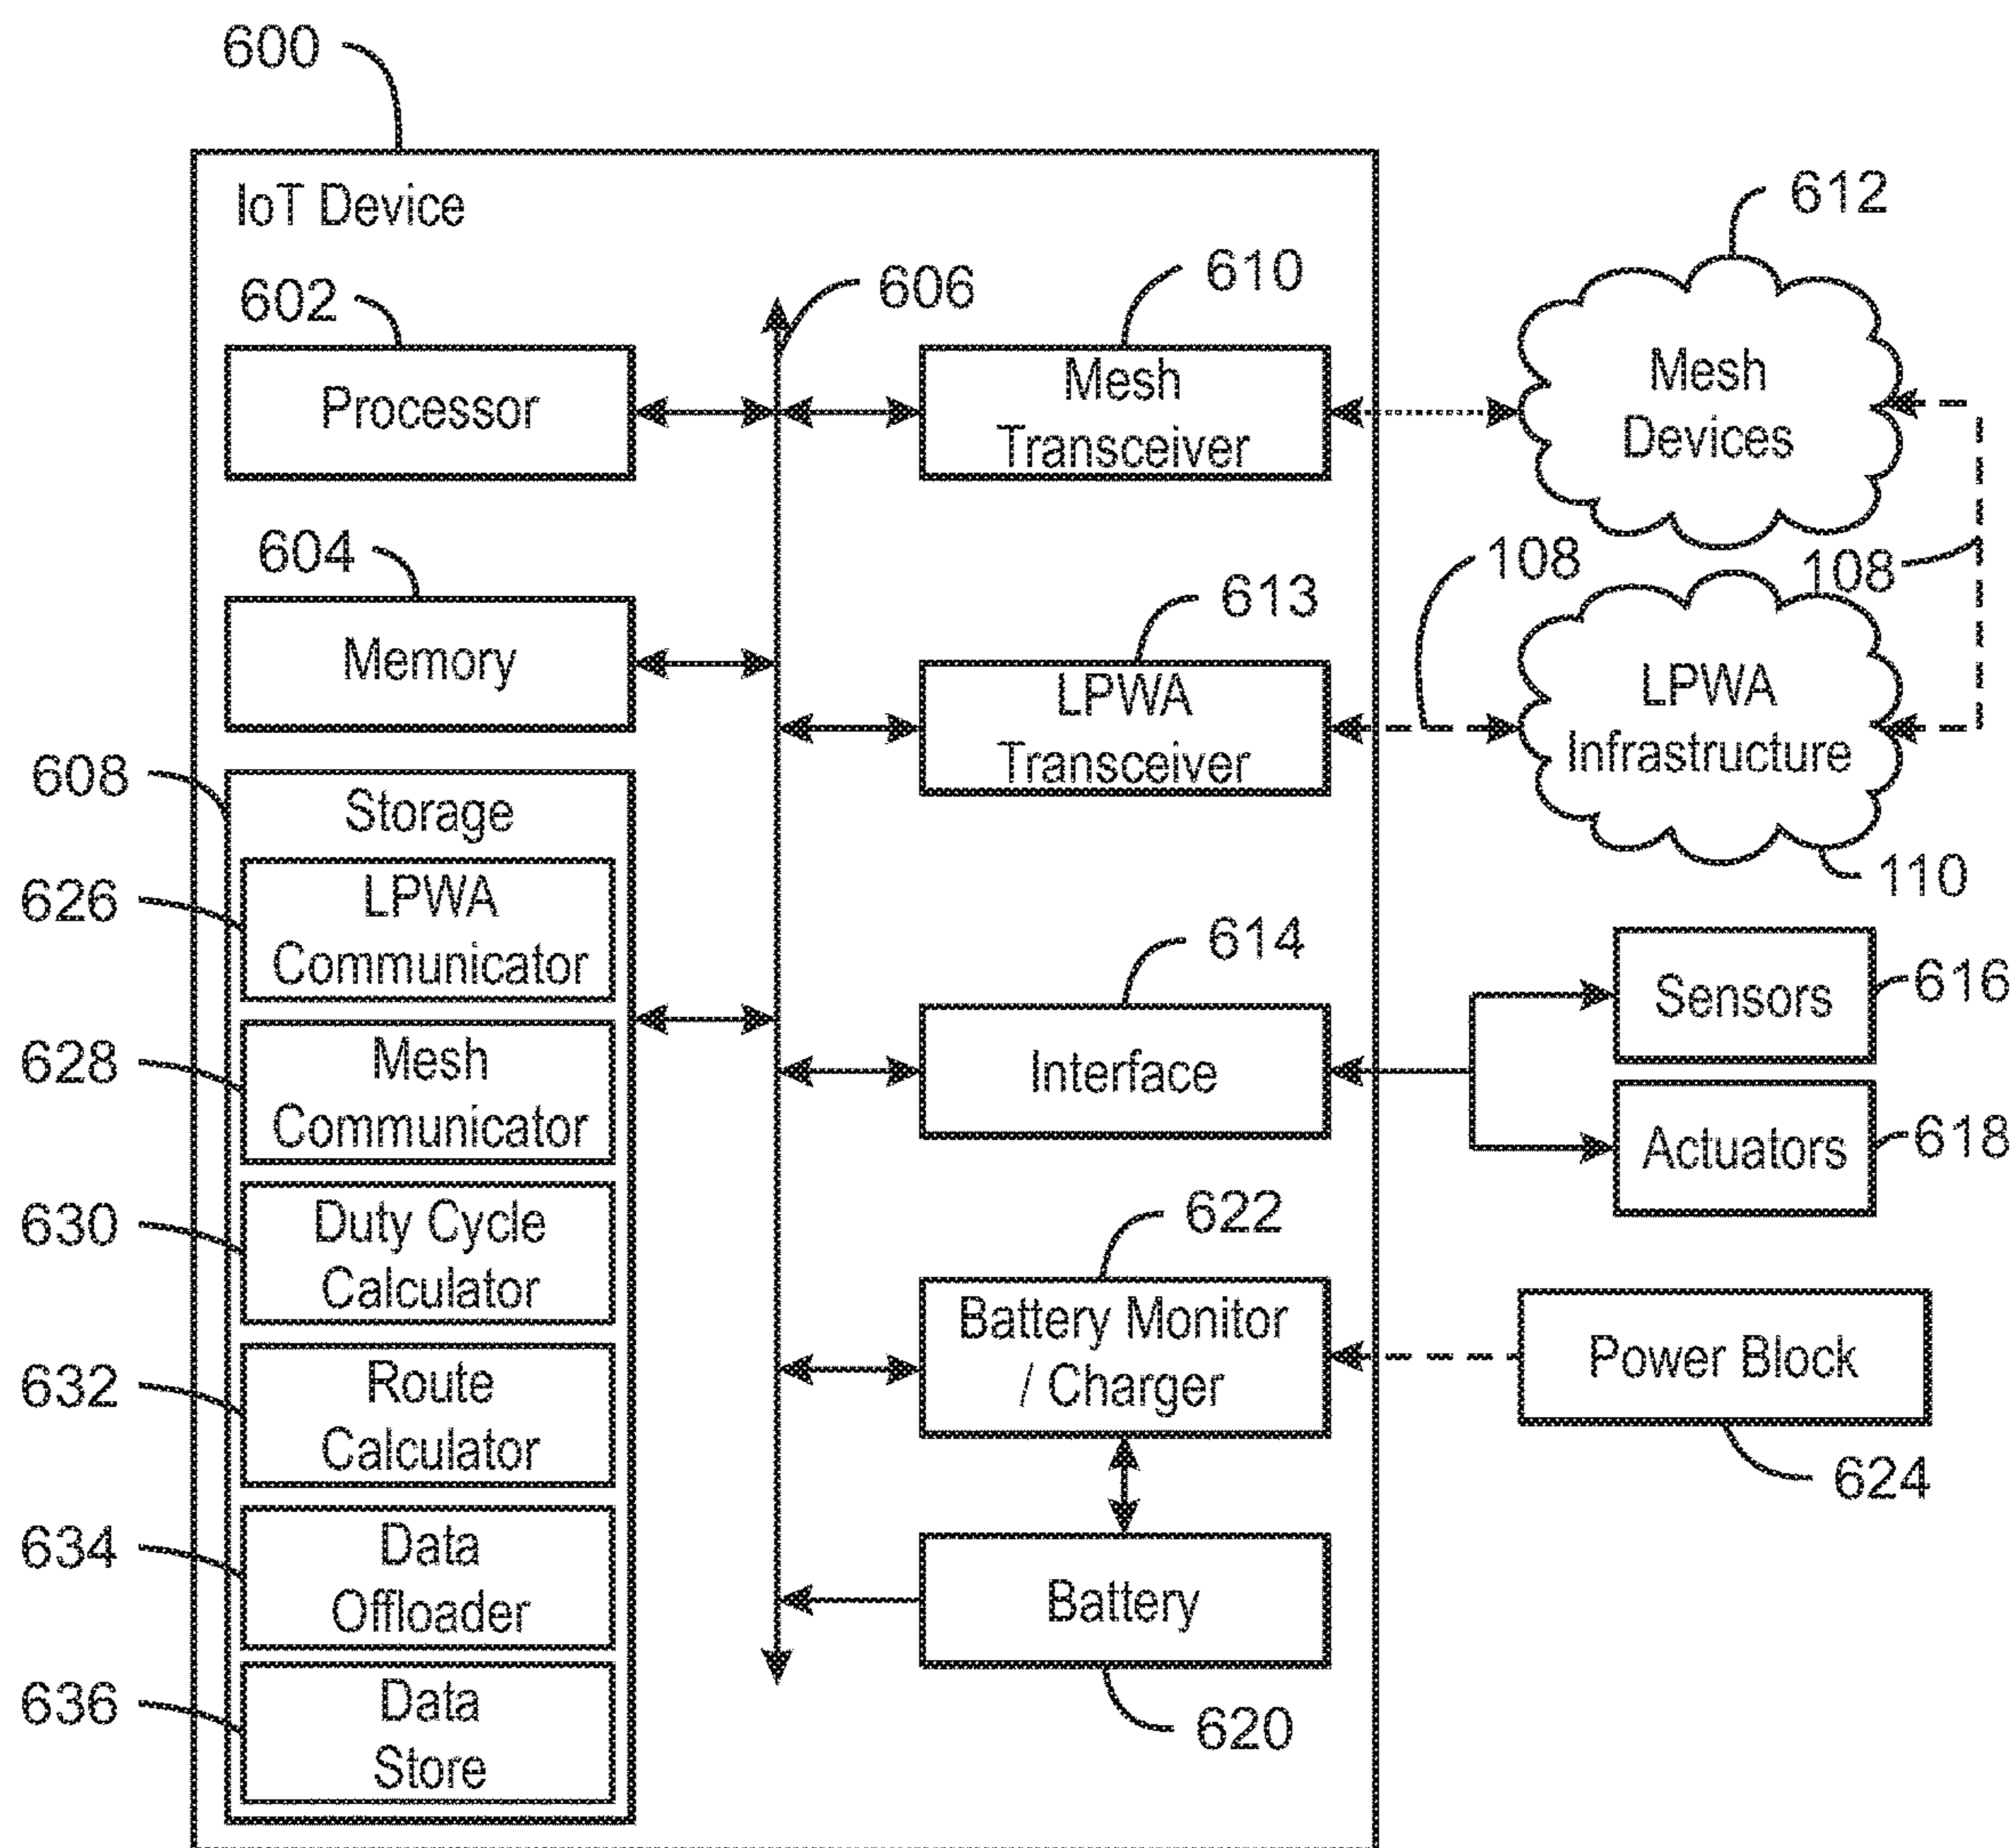 600
IoT Device
612
602
606
610
Processor
Mesh
Transceiver
Mesh
Devices
604
613
108
108
Memory
LPWA
Transceiver
LPWA
Infrastructure
110
608
Storage
626
LPWA
Communicator
614
Sensors
616
628
Mesh
Communicator
Interface
Actuators
618
630
Duty Cycle
Calculator
622
Battery Monitor
/ Charger
Power Block
624
632
Route
Calculator
634
Data
Offloader
Battery
620
636
Data
Store